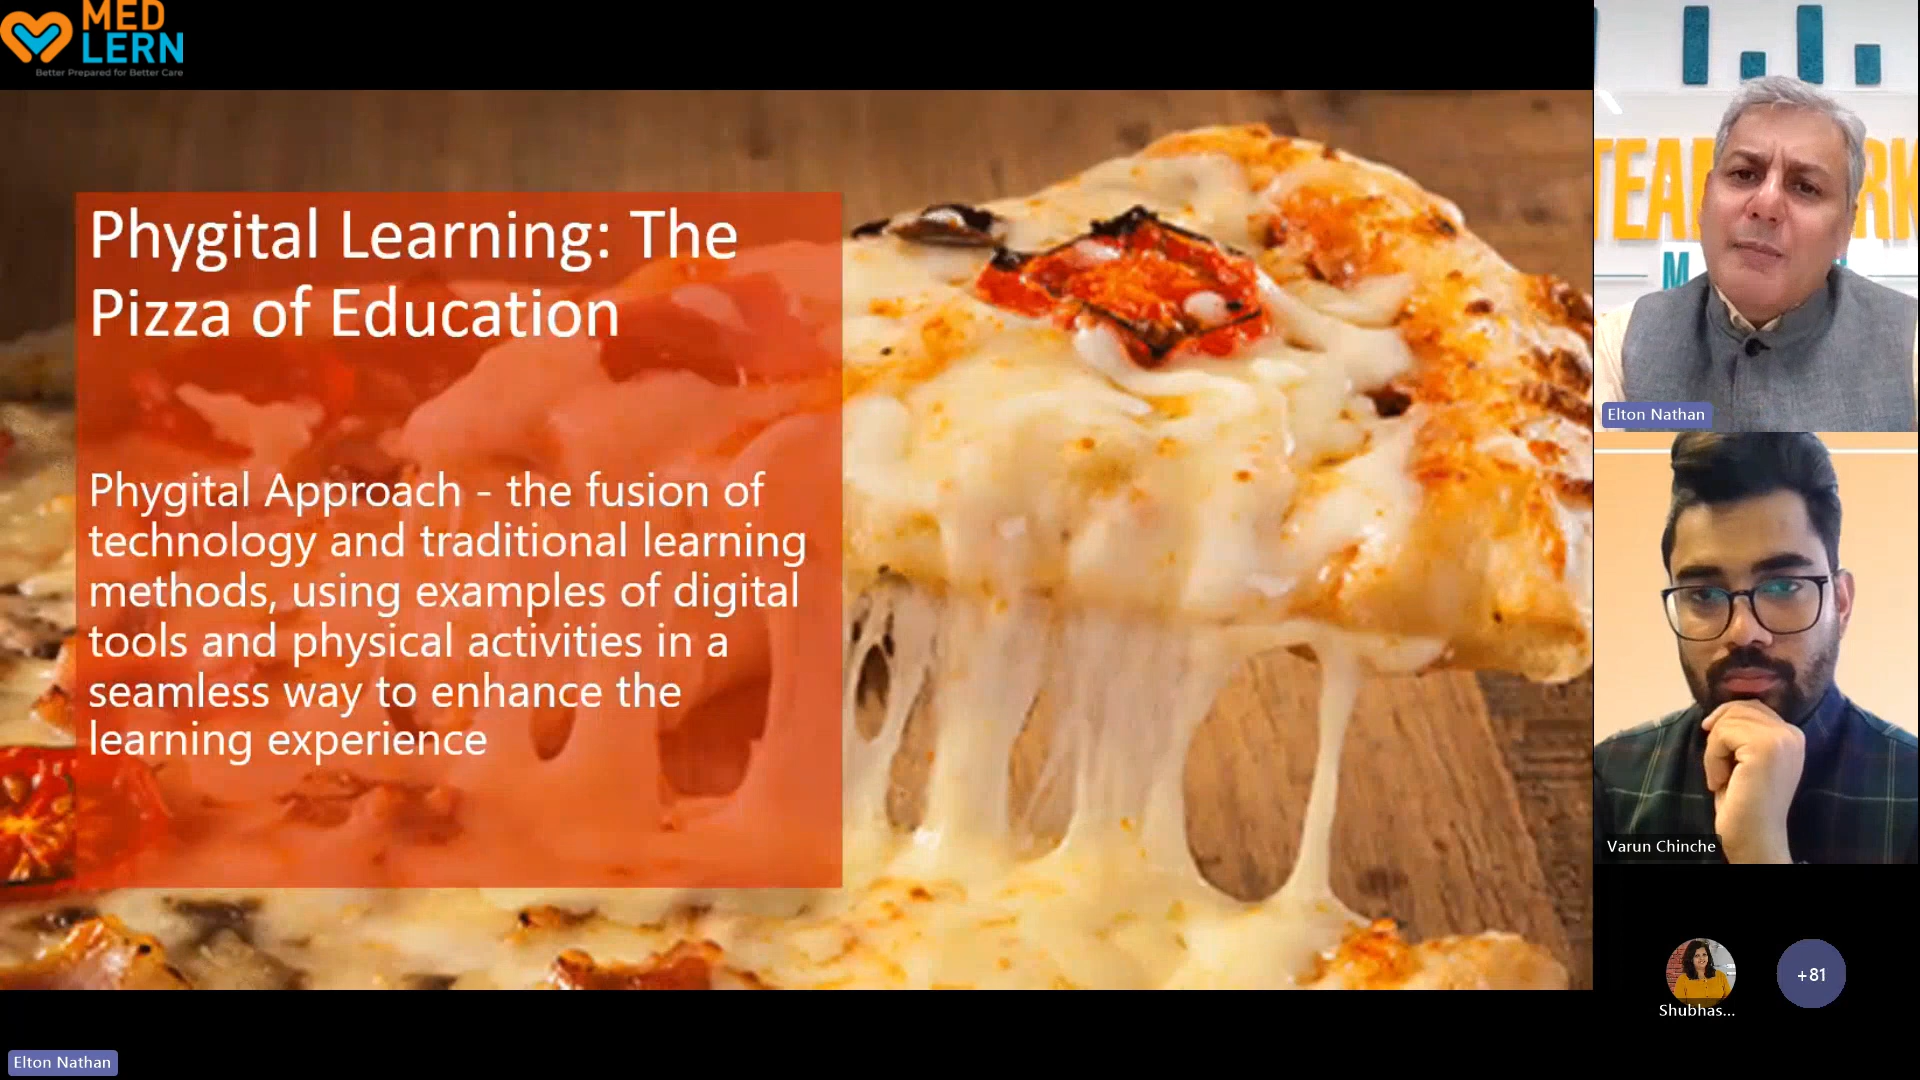 MED
LERN
Better Prepared for Better Care
Phygital Learning: The
Pizza of Education
Phygital Approach - the fusion of
technology and traditional learning
methods, using examples of digital
tools and physical activities in a
seamless way to enhance the
learning experience
Elton Nathan
Varun Chinche
Shubhas...
+81
Elton Nathan